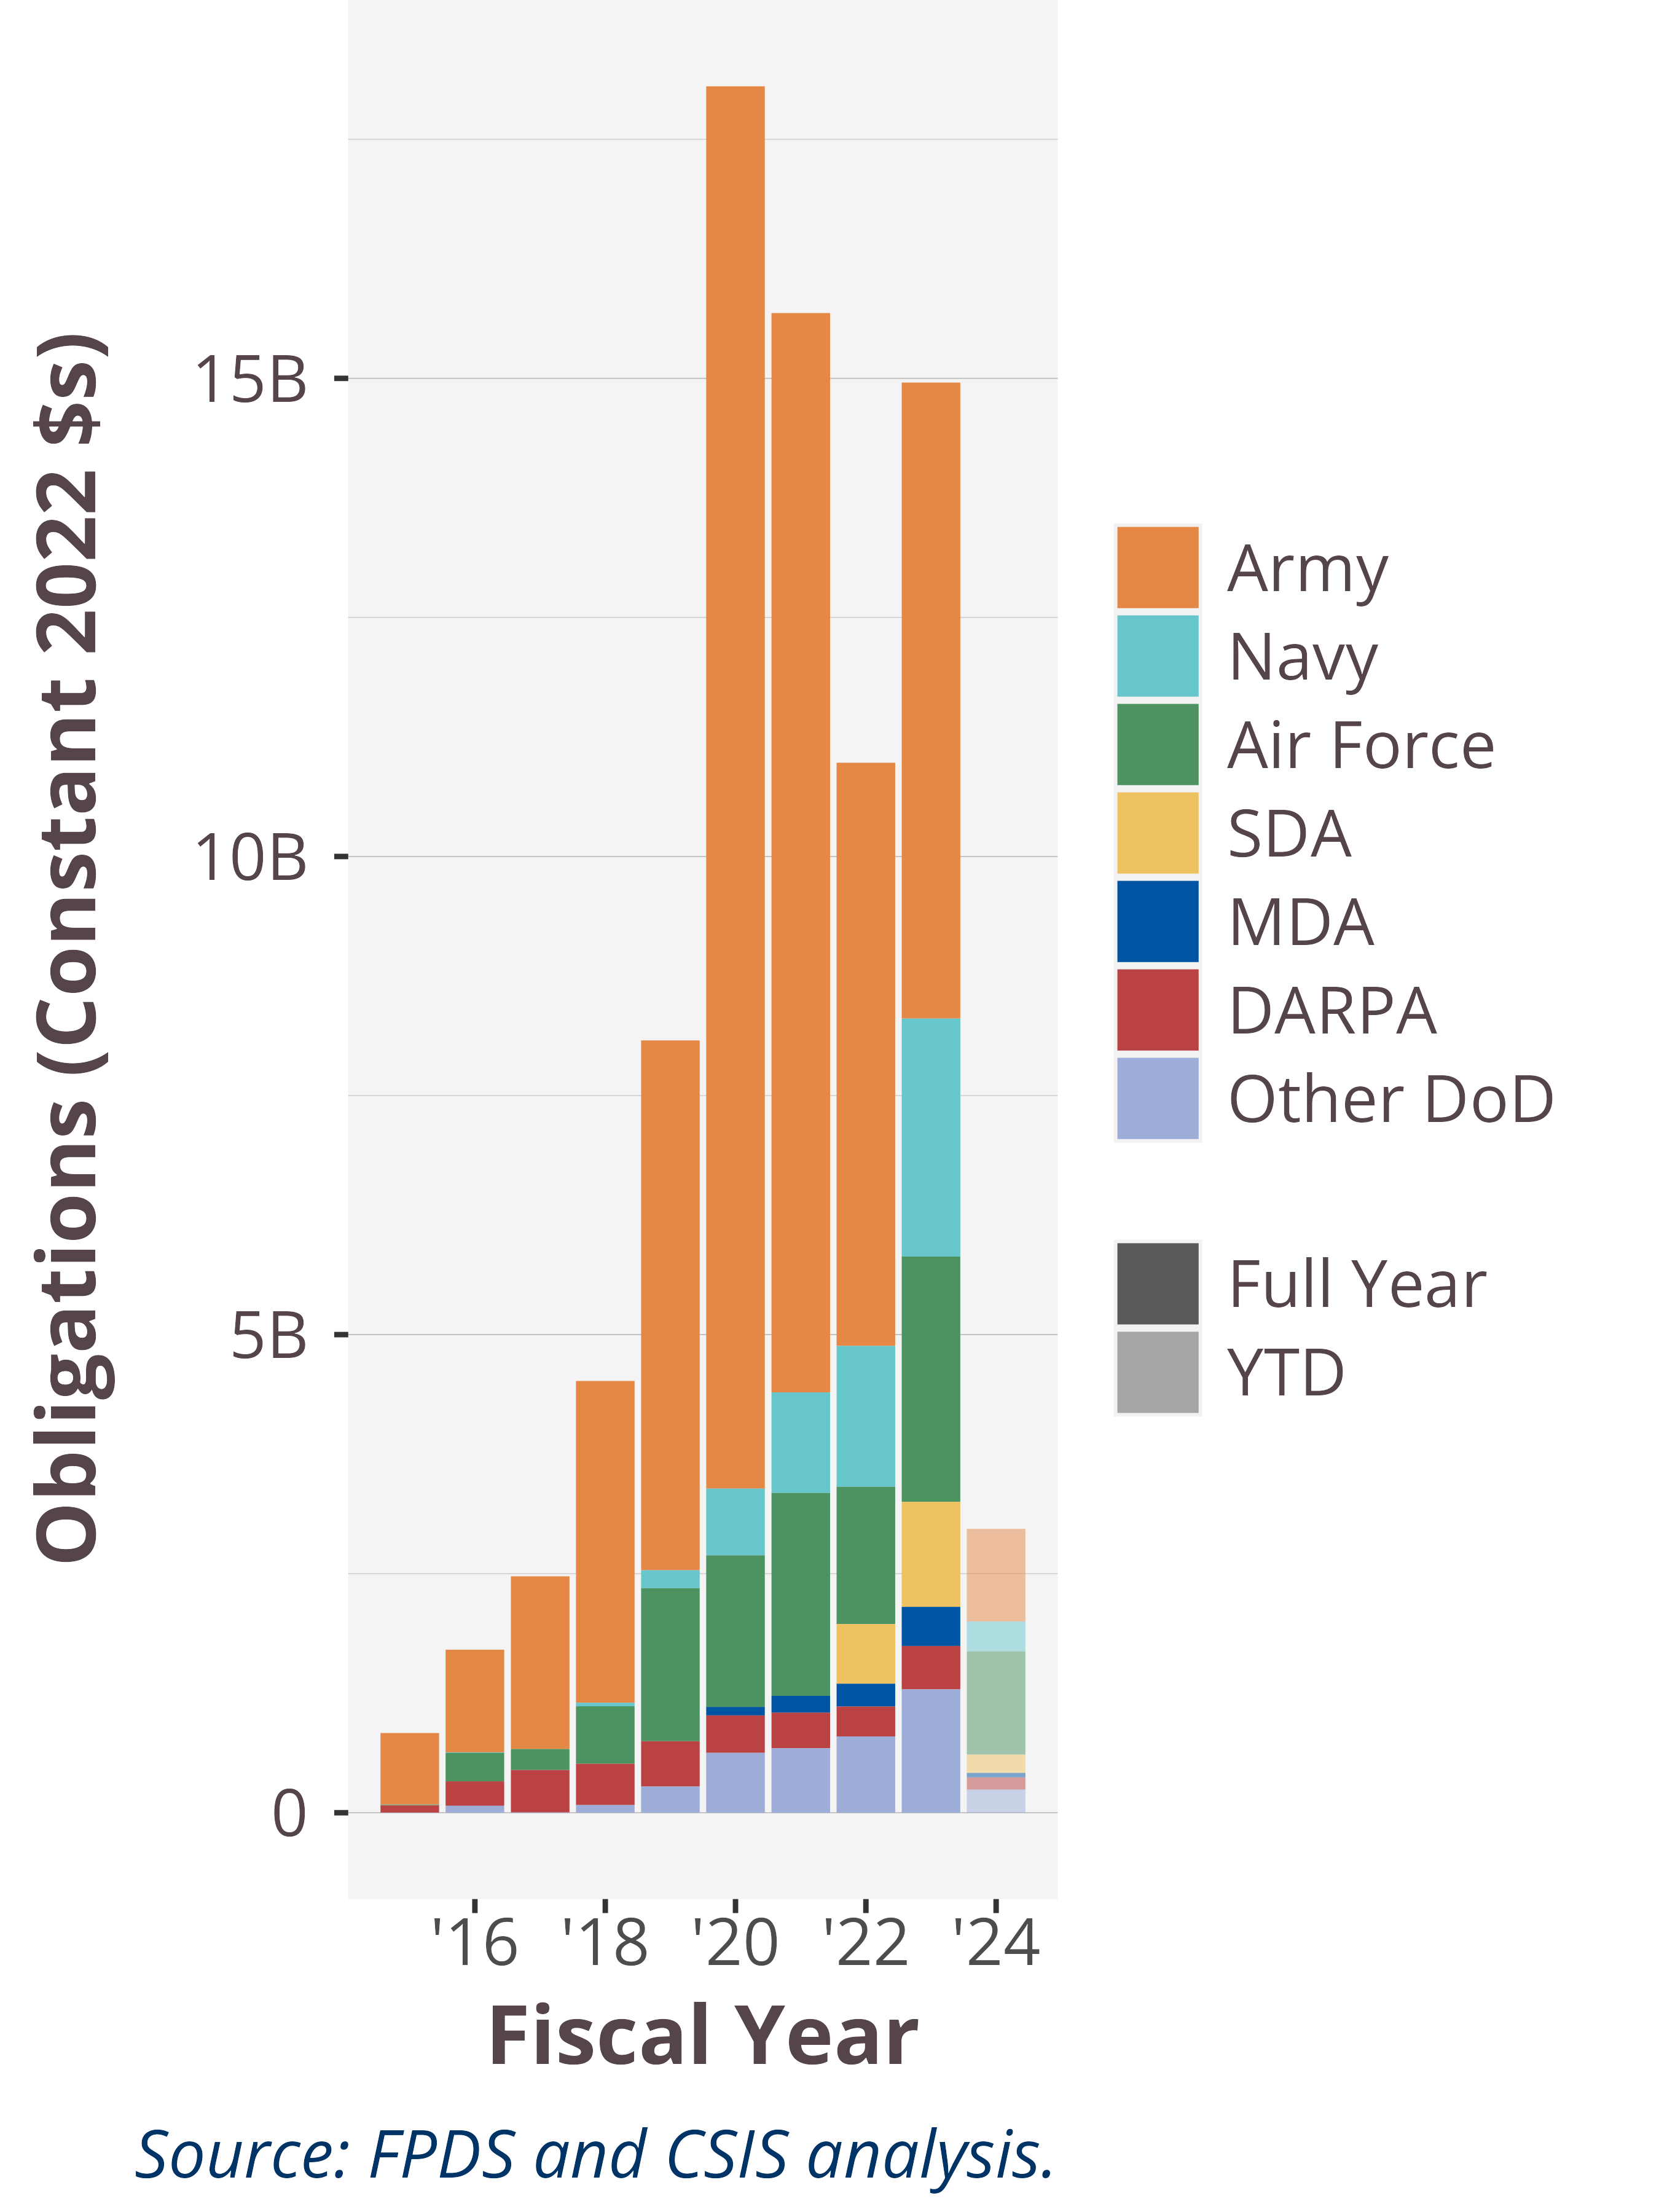 Obligations (Constant 2022 $s)
15B
10B
5B
0
'16 '18 '20 '22 '24
Fiscal Year
Army
Navy
Air Force
SDA
MDA
DARPA
Other DoD
Full Year
YTD
Source: FPDS and CSIS analysis.